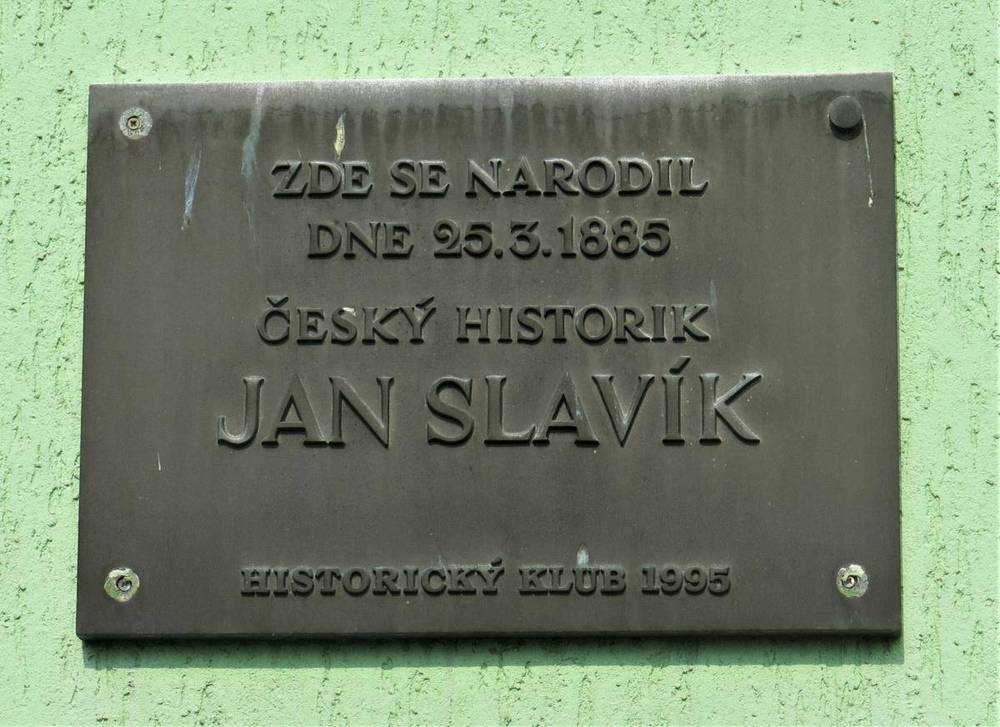 ZDE SE NARODIL
DNE 25.3.1885
ČESKÝ HISTORIK
JAN SLAVÍK
HISTORICKÝ KLUB 1995